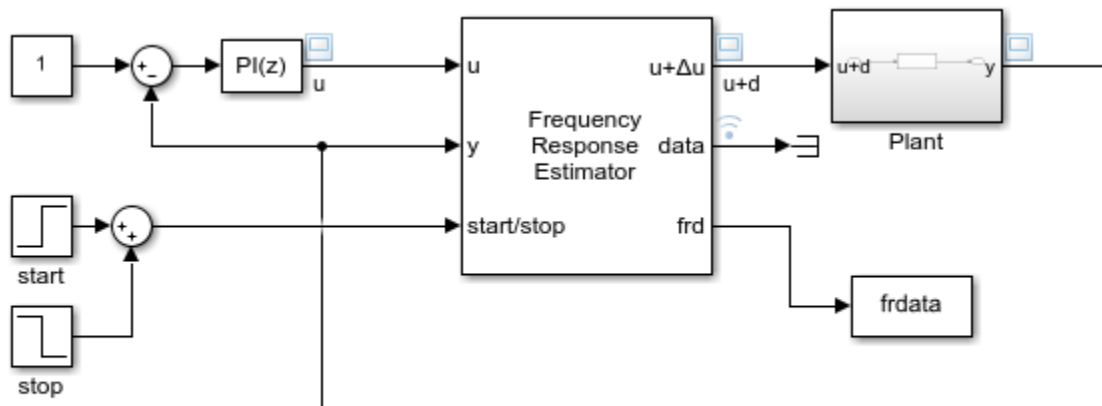 1
+
−
PI(z)
u
u
u+Δu
u+d
u+d
y
Plant
y
Frequency
Response
Estimator
data
+
+
start/stop
frd
start
frdata
stop